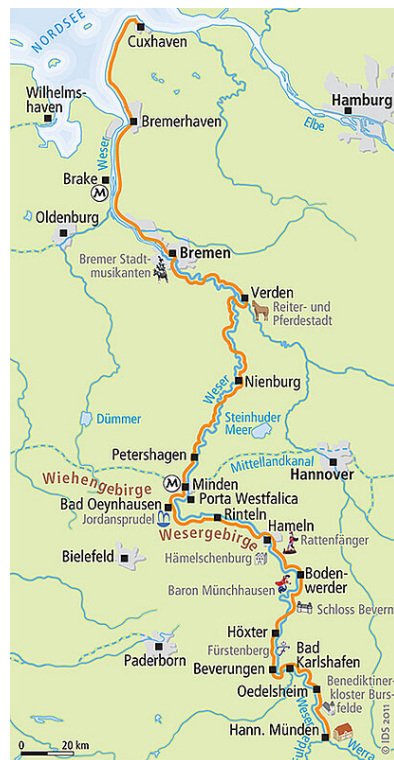 NORDSEE
Cuxhaven
Wilhelms-
haven
Hamburg
Elbe
Bremerhaven
Weser
Brake
M
Oldenburg
Bremen
Bremer Stadt-
musikanten
Verden
Reiter- und
Pferdestadt
Weser
Nienburg
Dümmer
Steinhuder
Meer
Petershagen
Mittellandkanal
Wiehengebirge
M
Minden
Hannover
Bad Oeynhausen
Porta Westfalica
Jordansprudel
Rinteln
Wesergebirge
Hameln
Rattenfänger
Bielefeld
Hämelschenburg
Boden-
werder
Baron Münchhausen
Schloss Bevern
Höxter
Fürstenberg
Bad
Karlshafen
Paderborn
Beverungen
Benediktiner-
kloster Burs-
felde
Oedelsheim
Weser
Hann. Münden
Fulda
Werra
0 20 km
© IDS 2011